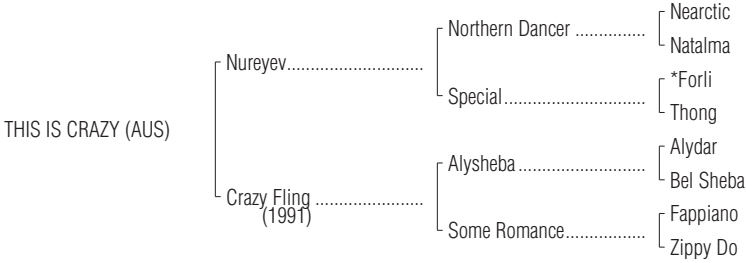 Nearctic
Northern Dancer ...............
Natalma
Nureyev.............................
*Forli
Special..............................
Thong
THIS IS CRAZY (AUS)
Alydar
Alysheba ...........................
Bel Sheba
Crazy Fling .......................
(1991)
Fappiano
Some Romance.................
Zippy Do